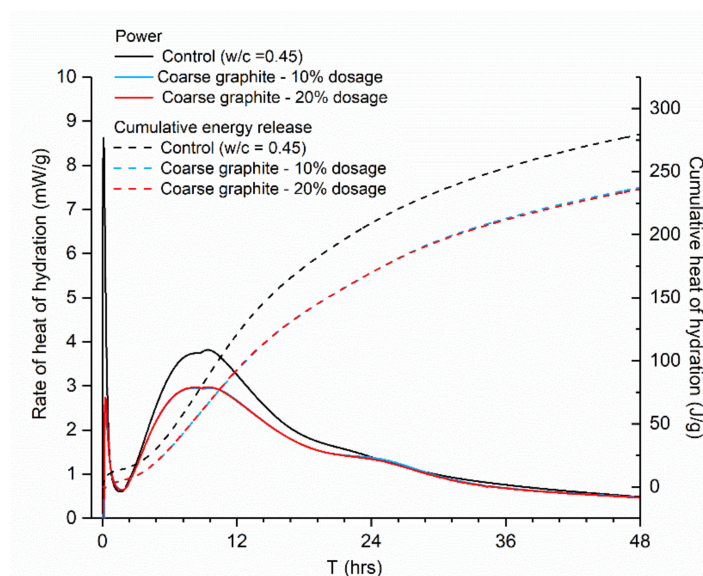 Power
Control (w/c =0.45)
Coarse graphite - 10% dosage
Coarse graphite - 20% dosage
Cumulative energy release
Control (w/c = 0.45)
Coarse graphite - 10% dosage
Coarse graphite - 20% dosage
Rate of heat of hydration (mW/g)
10
9
8
7
6
5
4
3
2
1
0
300
250
200
150
100
50
0
Cumulative heat of hydration (J/g)
0 12 24 36 48
T (hrs)